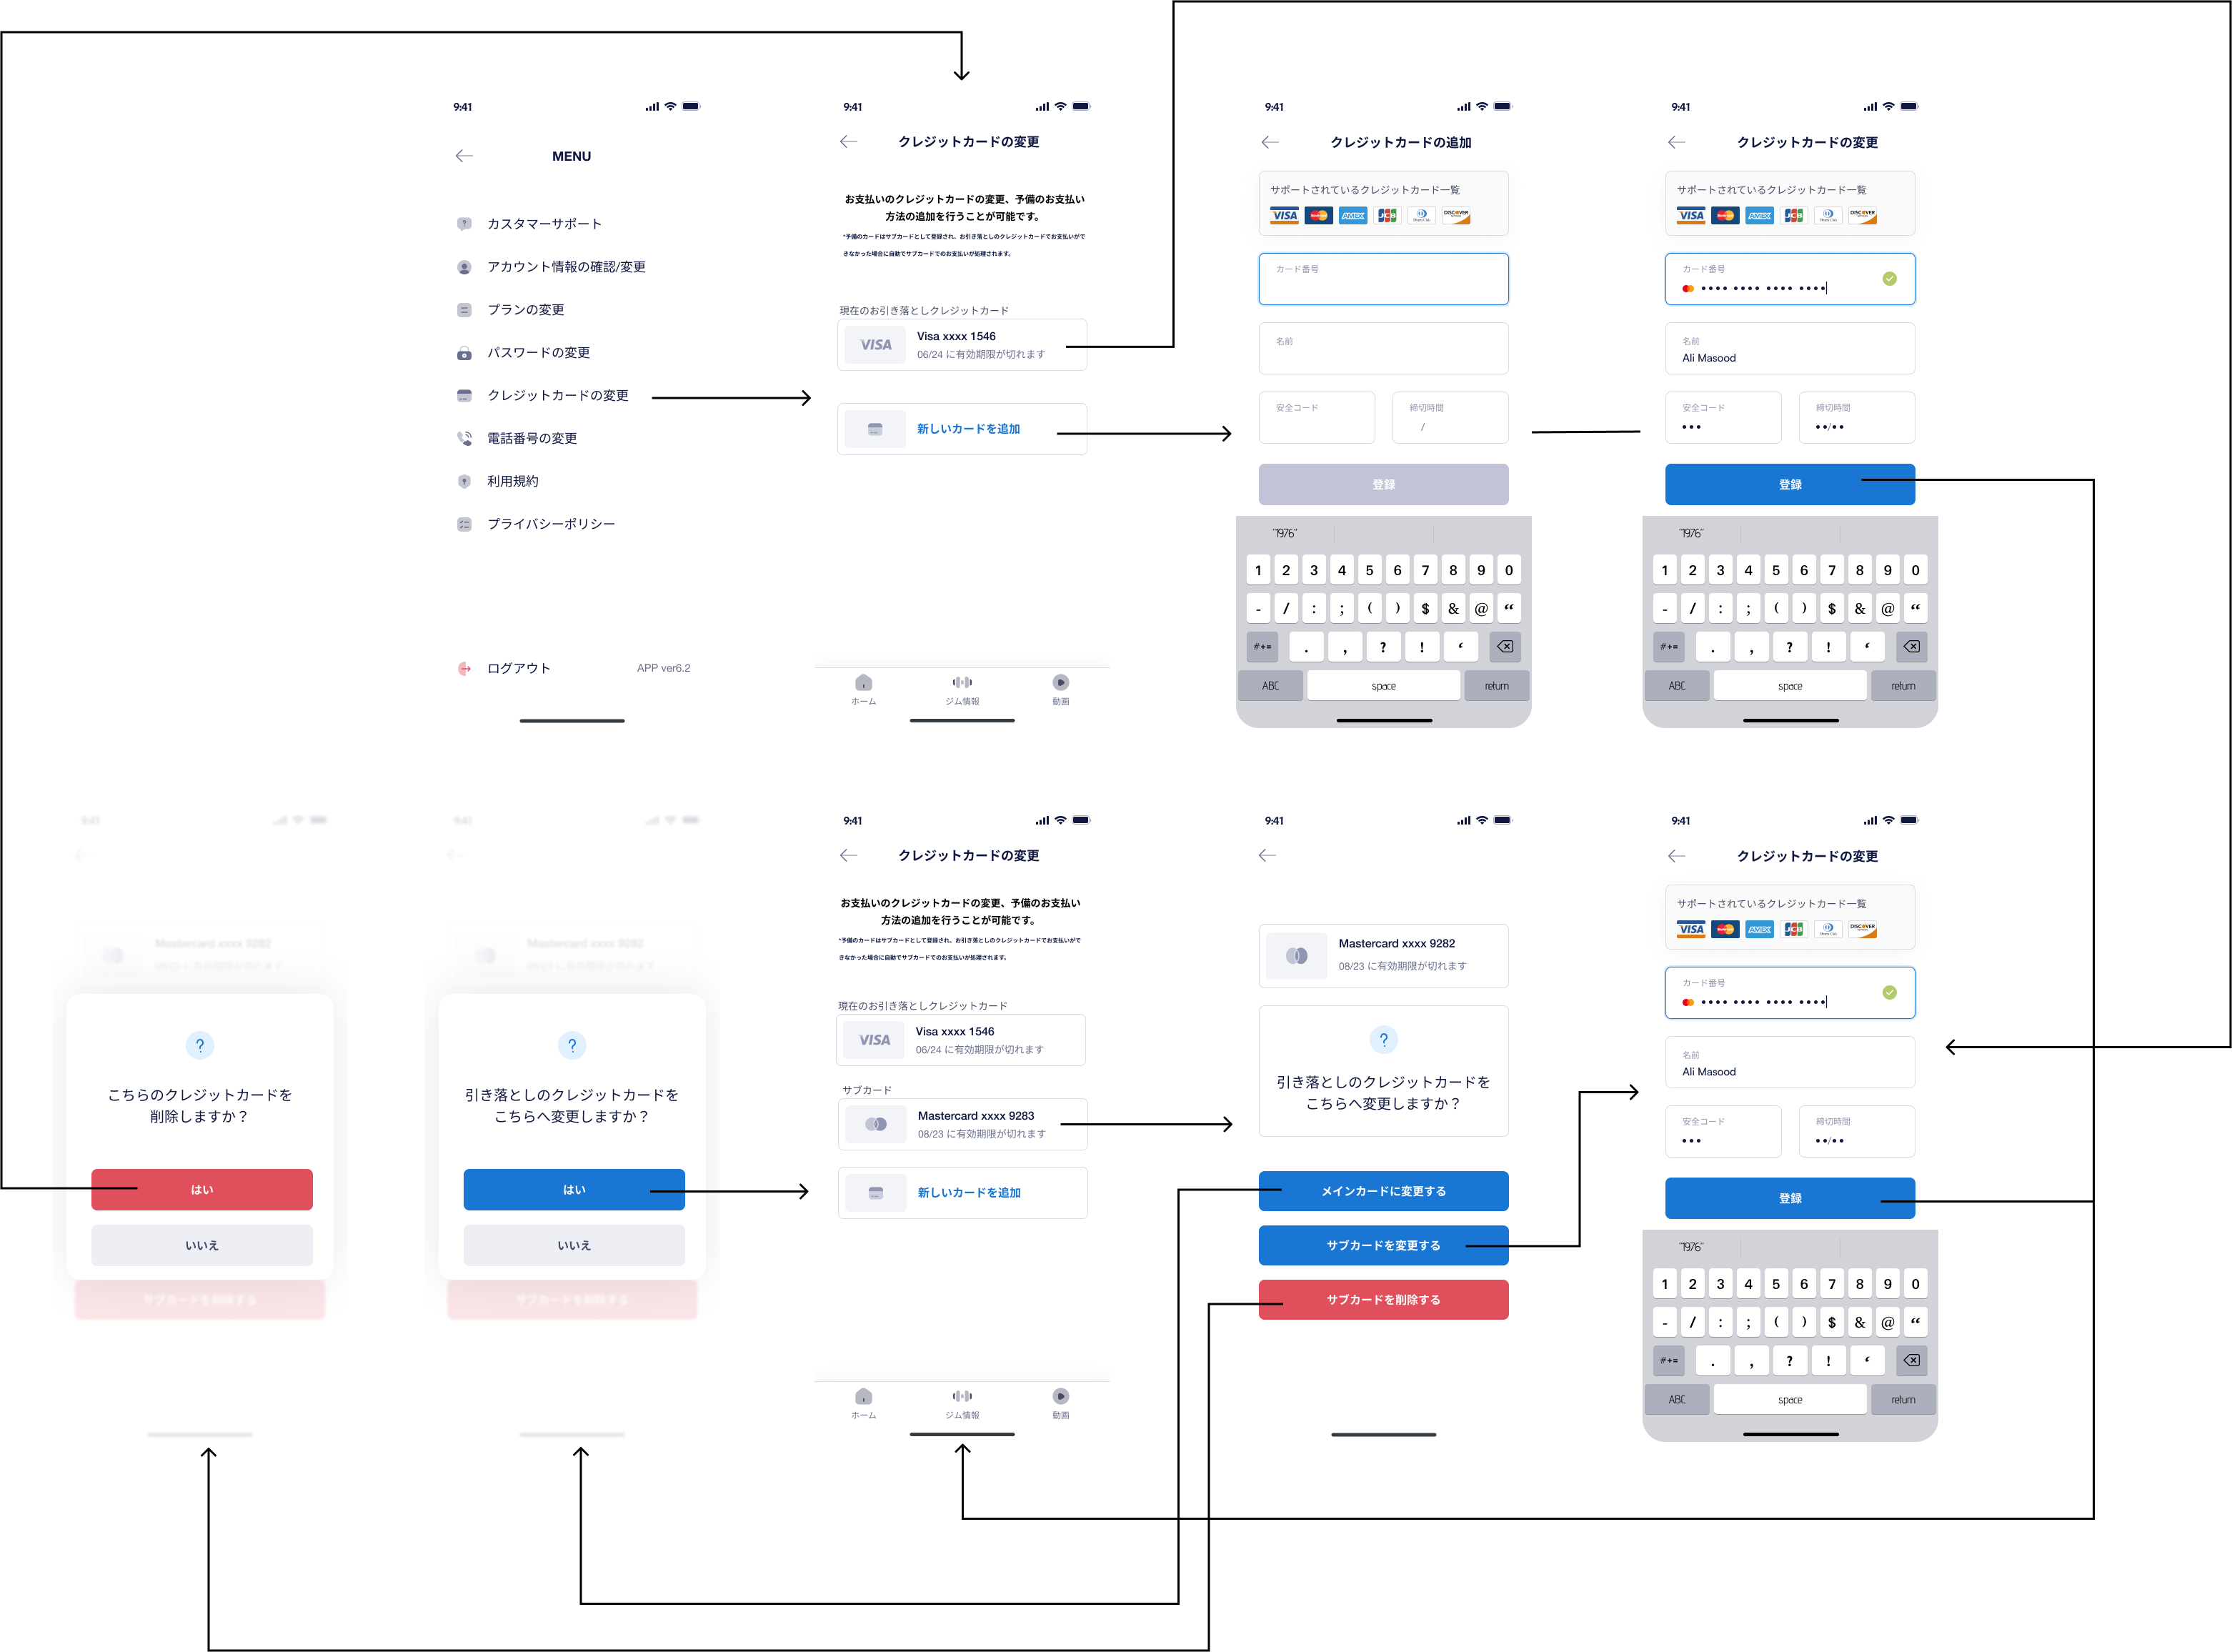 9:41
MENU
カスタマーサポート
アカウント情報の確認/変更
プランの変更
パスワードの変更
クレジットカードの変更
電話番号の変更
利用規約
プライバシーポリシー
ログアウト
APP ver6.2
9:41
クレジットカードの変更
お支払いのクレジットカードの変更、予備のお支払い
方法の追加を行うことが可能です。
*予備のカードはサブカードとして登録され、お引き落としのクレジットカードでお支払いがで
きなかった場合に自動でサブカードでのお支払いが処理されます。
現在のお引き落としクレジットカード
VISA
Visa xxxx 1546
06/24 に有効期限が切れます
新しいカードを追加
ホーム
ジム情報
動画
9:41
クレジットカードの追加
サポートされているクレジットカード一覧
VISA
AMEX
JCB
DISCOVER
カード番号
名前
安全コード
締切時間
/
登録
"1976"
1 2 3 4 5 6 7 8 9 0
- / : ; ( ) $ & @ “
#+= . , ? ! ‘
ABC space return
9:41
クレジットカードの変更
サポートされているクレジットカード一覧
VISA
AMEX
JCB
DISCOVER
カード番号
•••• •••• •••• ••••
名前
Ali Masood
安全コード
•••
締切時間
••/••
登録
"1976"
1 2 3 4 5 6 7 8 9 0
- / : ; ( ) $ & @ “
#+= . , ? ! ‘
ABC space return
9:41
Mastercard xxxx 9282
08/23 に有効期限が切れます
?
こちらのクレジットカードを
削除しますか？
はい
いいえ
サブカードを削除する
9:41
Mastercard xxxx 9282
08/23 に有効期限が切れます
?
引き落としのクレジットカードを
こちらへ変更しますか？
はい
いいえ
サブカードを削除する
9:41
クレジットカードの変更
お支払いのクレジットカードの変更、予備のお支払い
方法の追加を行うことが可能です。
*予備のカードはサブカードとして登録され、お引き落としのクレジットカードでお支払いがで
きなかった場合に自動でサブカードでのお支払いが処理されます。
現在のお引き落としクレジットカード
VISA
Visa xxxx 1546
06/24 に有効期限が切れます
サブカード
Mastercard xxxx 9283
08/23 に有効期限が切れます
新しいカードを追加
ホーム
ジム情報
動画
9:41
Mastercard xxxx 9282
08/23 に有効期限が切れます
?
引き落としのクレジットカードを
こちらへ変更しますか？
メインカードに変更する
サブカードを変更する
サブカードを削除する
9:41
クレジットカードの変更
サポートされているクレジットカード一覧
VISA
AMEX
JCB
DISCOVER
カード番号
•••• •••• •••• ••••
名前
Ali Masood
安全コード
•••
締切時間
••/••
登録
"1976"
1 2 3 4 5 6 7 8 9 0
- / : ; ( ) $ & @ “
#+= . , ? ! ‘
ABC space return